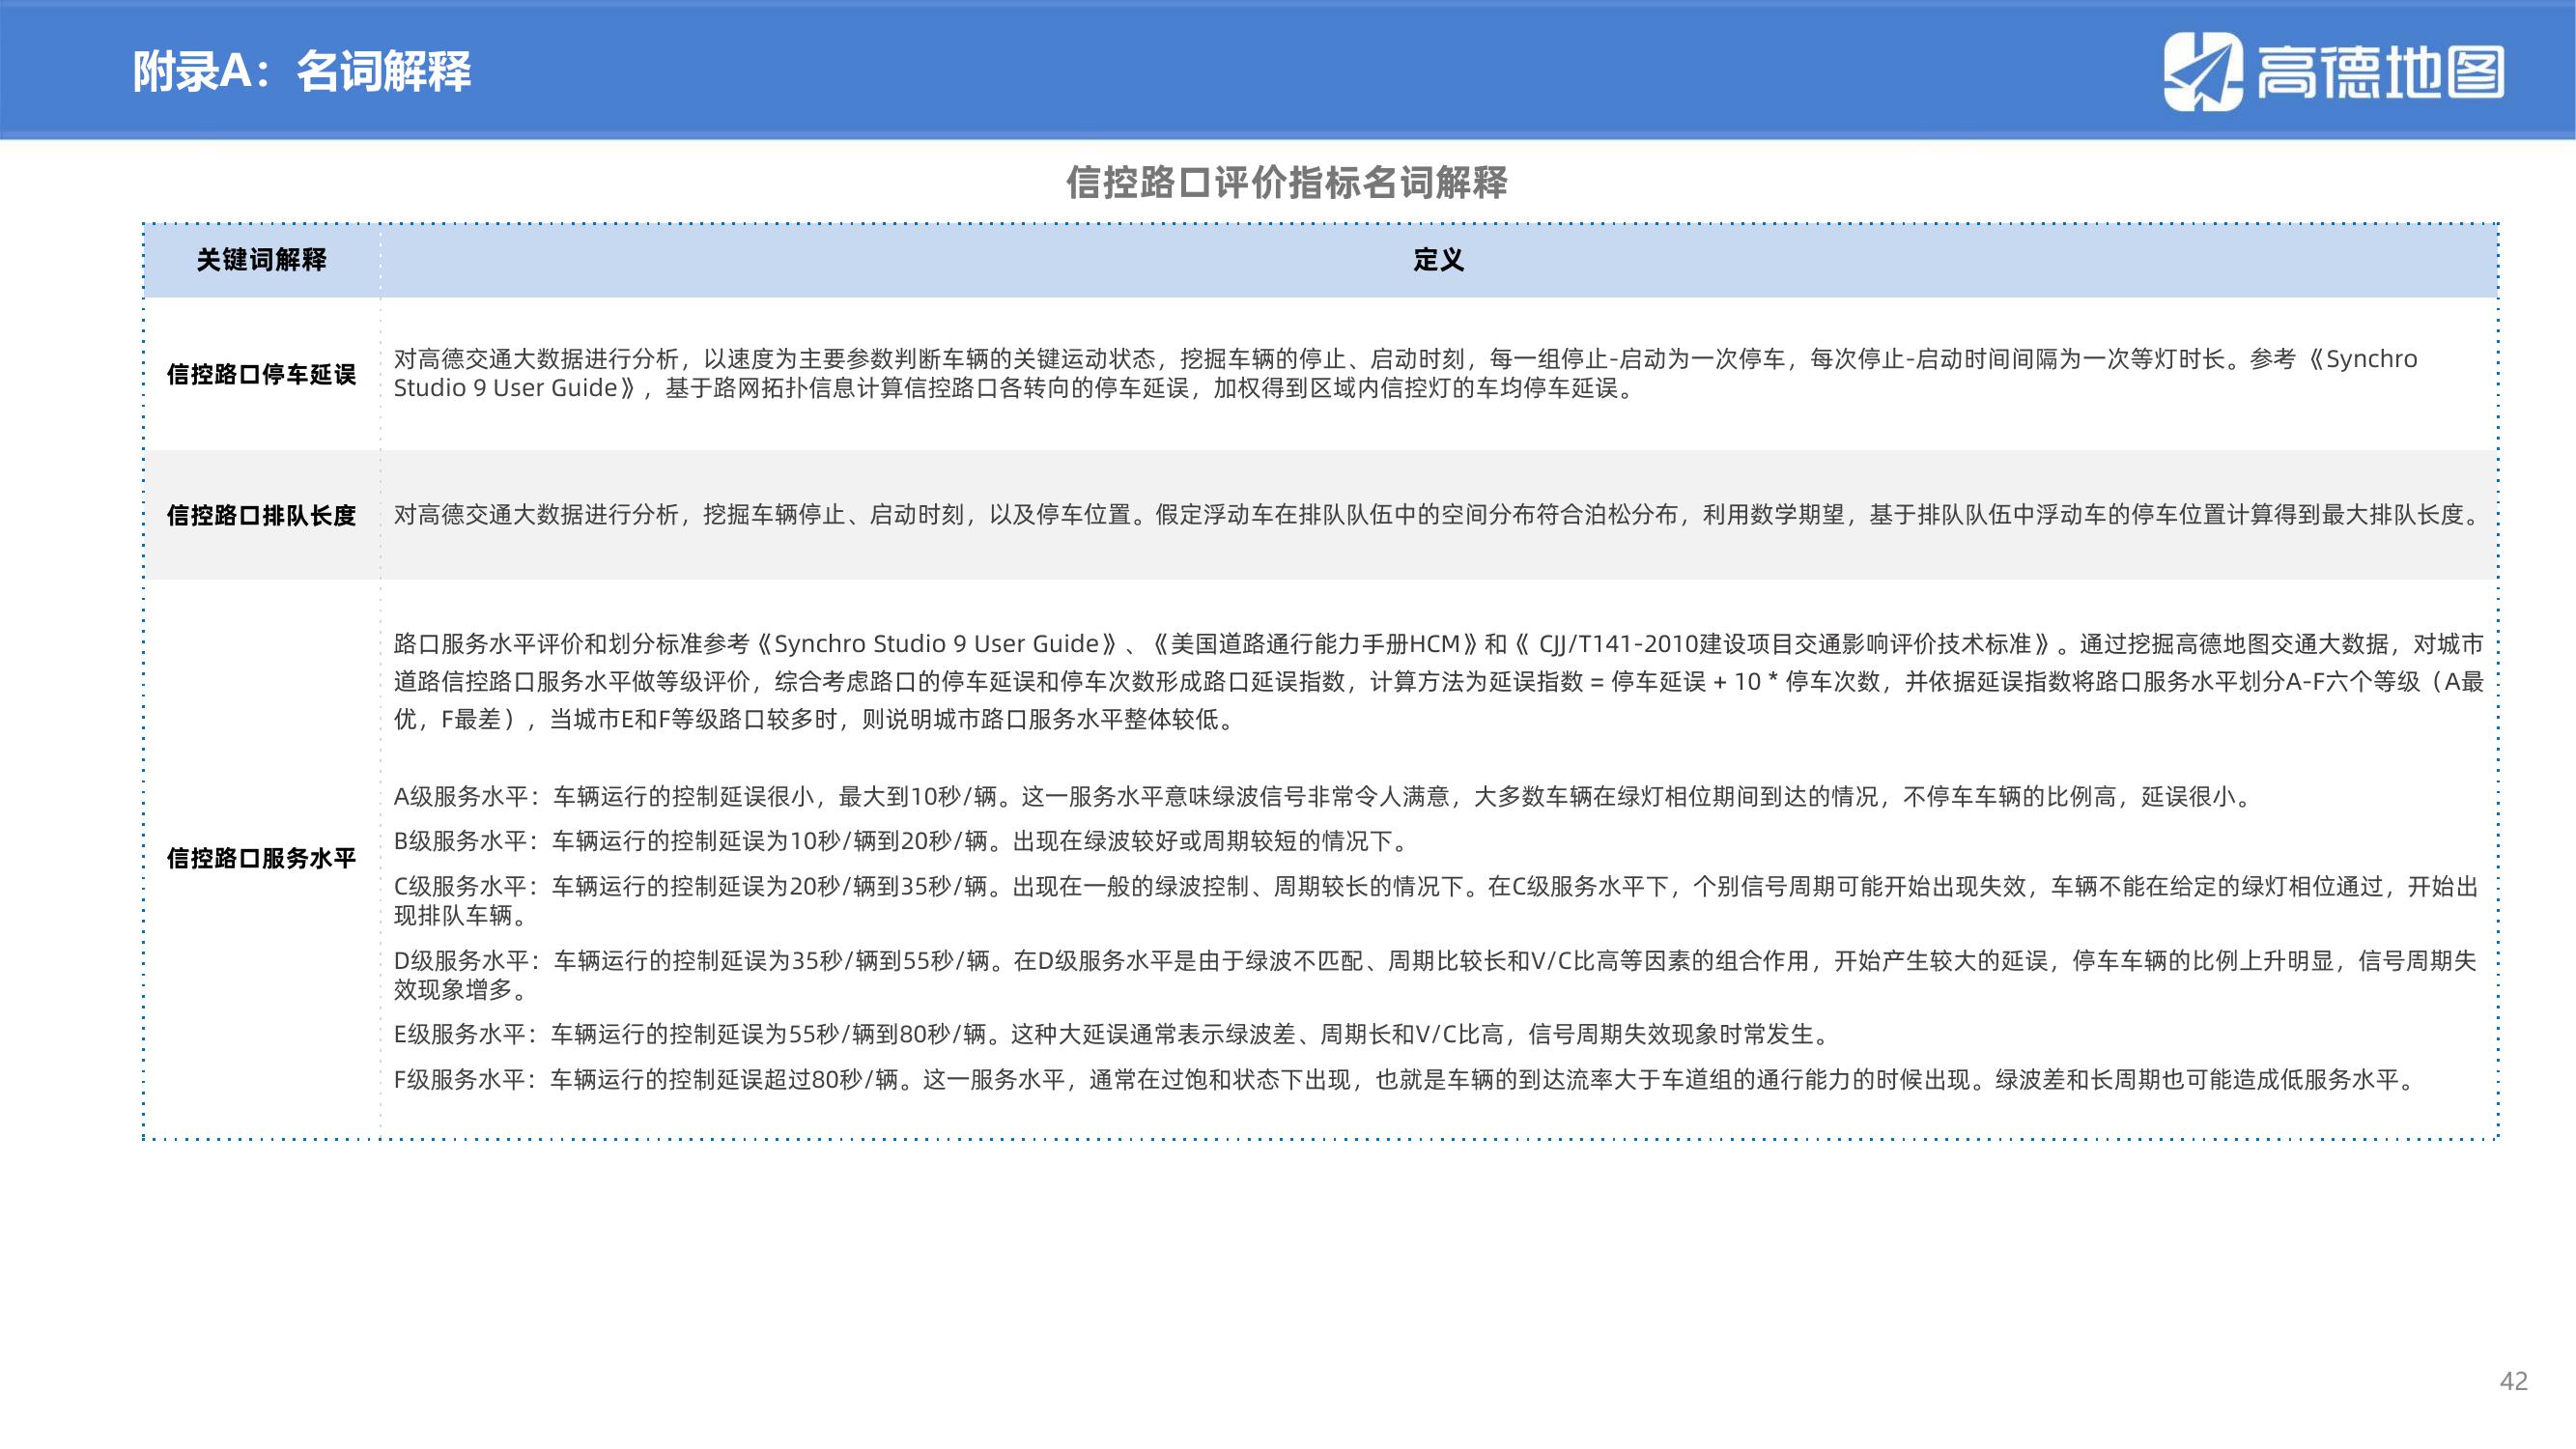 附录A：名词解释
高德地图
信控路口评价指标名词解释
关键词解释
定义
信控路口停车延误
对高德交通大数据进行分析，以速度为主要参数判断车辆的关键运动状态，挖掘车辆的停止、启动时刻，每一组停止-启动为一次停车，每次停止-启动时间间隔为一次等灯时长。参考《Synchro
Studio 9 User Guide》，基于路网拓扑信息计算信控路口各转向的停车延误，加权得到区域内信控灯的车均停车延误。
信控路口排队长度
对高德交通大数据进行分析，挖掘车辆停止、启动时刻，以及停车位置。假定浮动车在排队队伍中的空间分布符合泊松分布，利用数学期望，基于排队队伍中浮动车的停车位置计算得到最大排队长度。
信控路口服务水平
路口服务水平评价和划分标准参考《Synchro Studio 9 User Guide》、《美国道路通行能力手册HCM》和《 CJJ/T141-2010建设项目交通影响评价技术标准》。通过挖掘高德地图交通大数据，对城市
道路信控路口服务水平做等级评价，综合考虑路口的停车延误和停车次数形成路口延误指数，计算方法为延误指数 = 停车延误 + 10 * 停车次数，并依据延误指数将路口服务水平划分A-F六个等级（A最
优，F最差），当城市E和F等级路口较多时，则说明城市路口服务水平整体较低。
A级服务水平：车辆运行的控制延误很小，最大到10秒/辆。这一服务水平意味绿波信号非常令人满意，大多数车辆在绿灯相位期间到达的情况，不停车车辆的比例高，延误很小。
B级服务水平：车辆运行的控制延误为10秒/辆到20秒/辆。出现在绿波较好或周期较短的情况下。
C级服务水平：车辆运行的控制延误为20秒/辆到35秒/辆。出现在一般的绿波控制、周期较长的情况下。在C级服务水平下，个别信号周期可能开始出现失效，车辆不能在给定的绿灯相位通过，开始出
现排队车辆。
D级服务水平：车辆运行的控制延误为35秒/辆到55秒/辆。在D级服务水平是由于绿波不匹配、周期比较长和V/C比高等因素的组合作用，开始产生较大的延误，停车车辆的比例上升明显，信号周期失
效现象增多。
E级服务水平：车辆运行的控制延误为55秒/辆到80秒/辆。这种大延误通常表示绿波差、周期长和V/C比高，信号周期失效现象时常发生。
F级服务水平：车辆运行的控制延误超过80秒/辆。这一服务水平，通常在过饱和状态下出现，也就是车辆的到达流率大于车道组的通行能力的时候出现。绿波差和长周期也可能造成低服务水平。
42